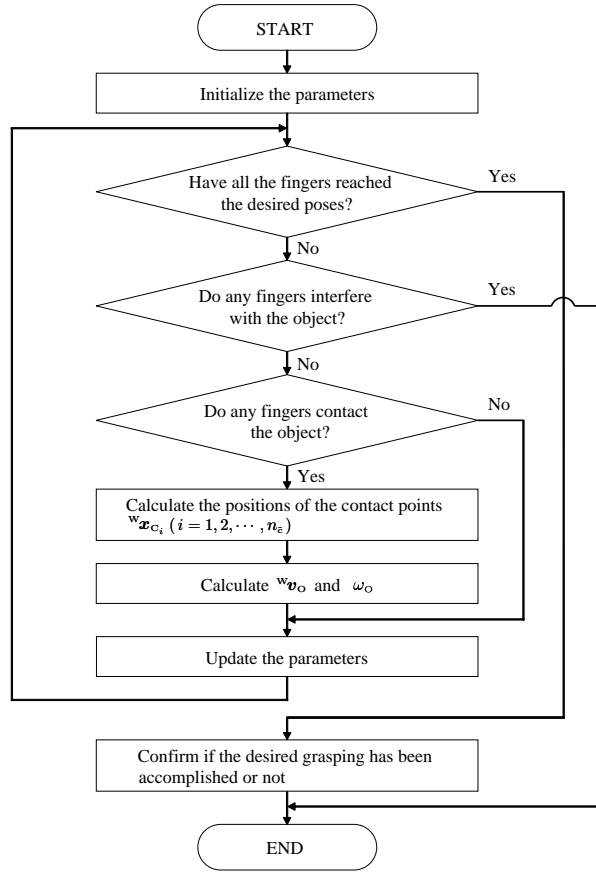 START
Initialize the parameters
Have all the fingers reached
the desired poses?
Yes
No
Do any fingers interfere
with the object?
Yes
No
Do any fingers contact
the object?
No
Yes
Calculate the positions of the contact points
ᵂ𝒙_{C_i} ( i = 1, 2, ⋯ , n_{c̄})
Calculate ᵂ𝒗_O and ω_O
Update the parameters
Confirm if the desired grasping has been
accomplished or not
END